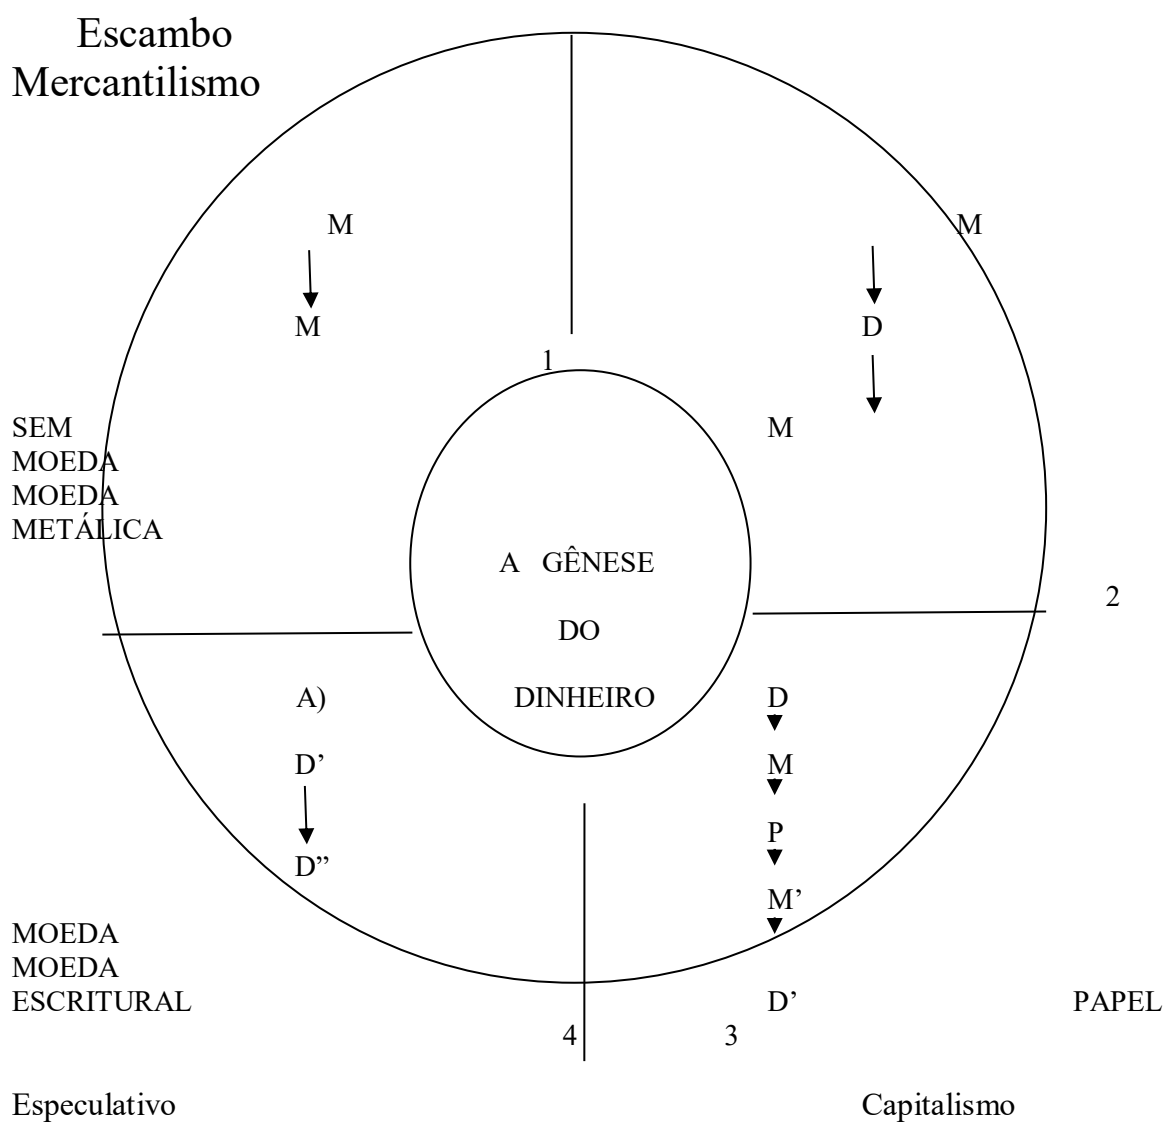 Escambo
Mercantilismo
M M
M D
1
SEM M
MOEDA
MOEDA
METÁLICA
A GÊNESE
2
DO
A) DINHEIRO D
D’ M
P
D”
M’
MOEDA
MOEDA
ESCRITURAL D’ PAPEL
4 3
Especulativo Capitalismo